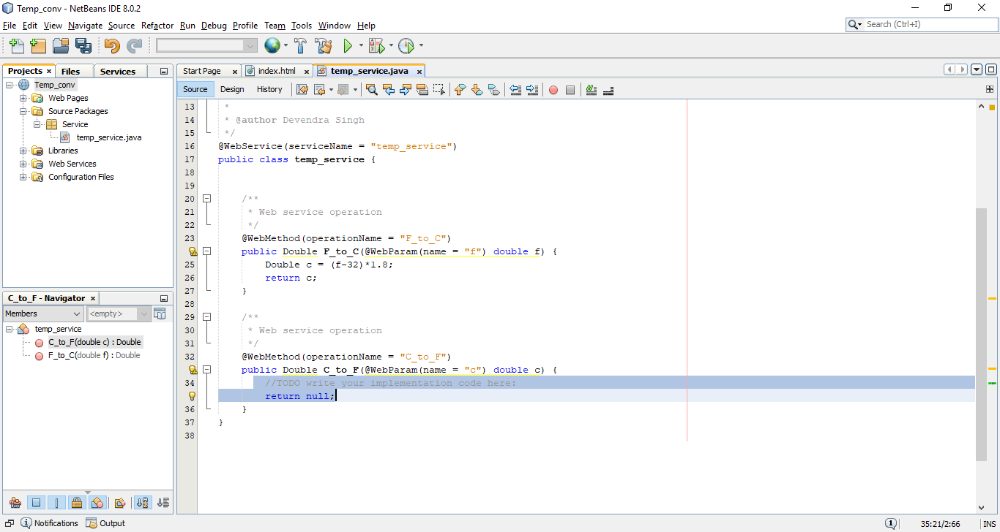 Temp_conv - NetBeans IDE 8.0.2
File Edit View Navigate Source Refactor Run Debug Profile Team Tools Window Help
Search (Ctrl+I)
Projects Files Services
Temp_conv
Web Pages
Source Packages
Service
temp_service.java
Libraries
Web Services
Configuration Files
C_to_F - Navigator
Members <empty>
temp_service
C_to_F(double c) : Double
F_to_C(double f) : Double
Start Page index.html temp_service.java
Source Design History
13 *
14 * @author Devendra Singh
15 */
16 @WebService(serviceName = "temp_service")
17 public class temp_service {
18
19
20 /**
21 * Web service operation
22 */
23 @WebMethod(operationName = "F_to_C")
public Double F_to_C(@WebParam(name = "f") double f) {
25 Double c = (f-32)*1.8;
26 return c;
27 }
28
29 /**
30 * Web service operation
31 */
32 @WebMethod(operationName = "C_to_F")
public Double C_to_F(@WebParam(name = "c") double c) {
34 //TODO write your implementation code here:
return null;
36 }
37 }
38
Notifications Output
1 35:21/2:66 INS